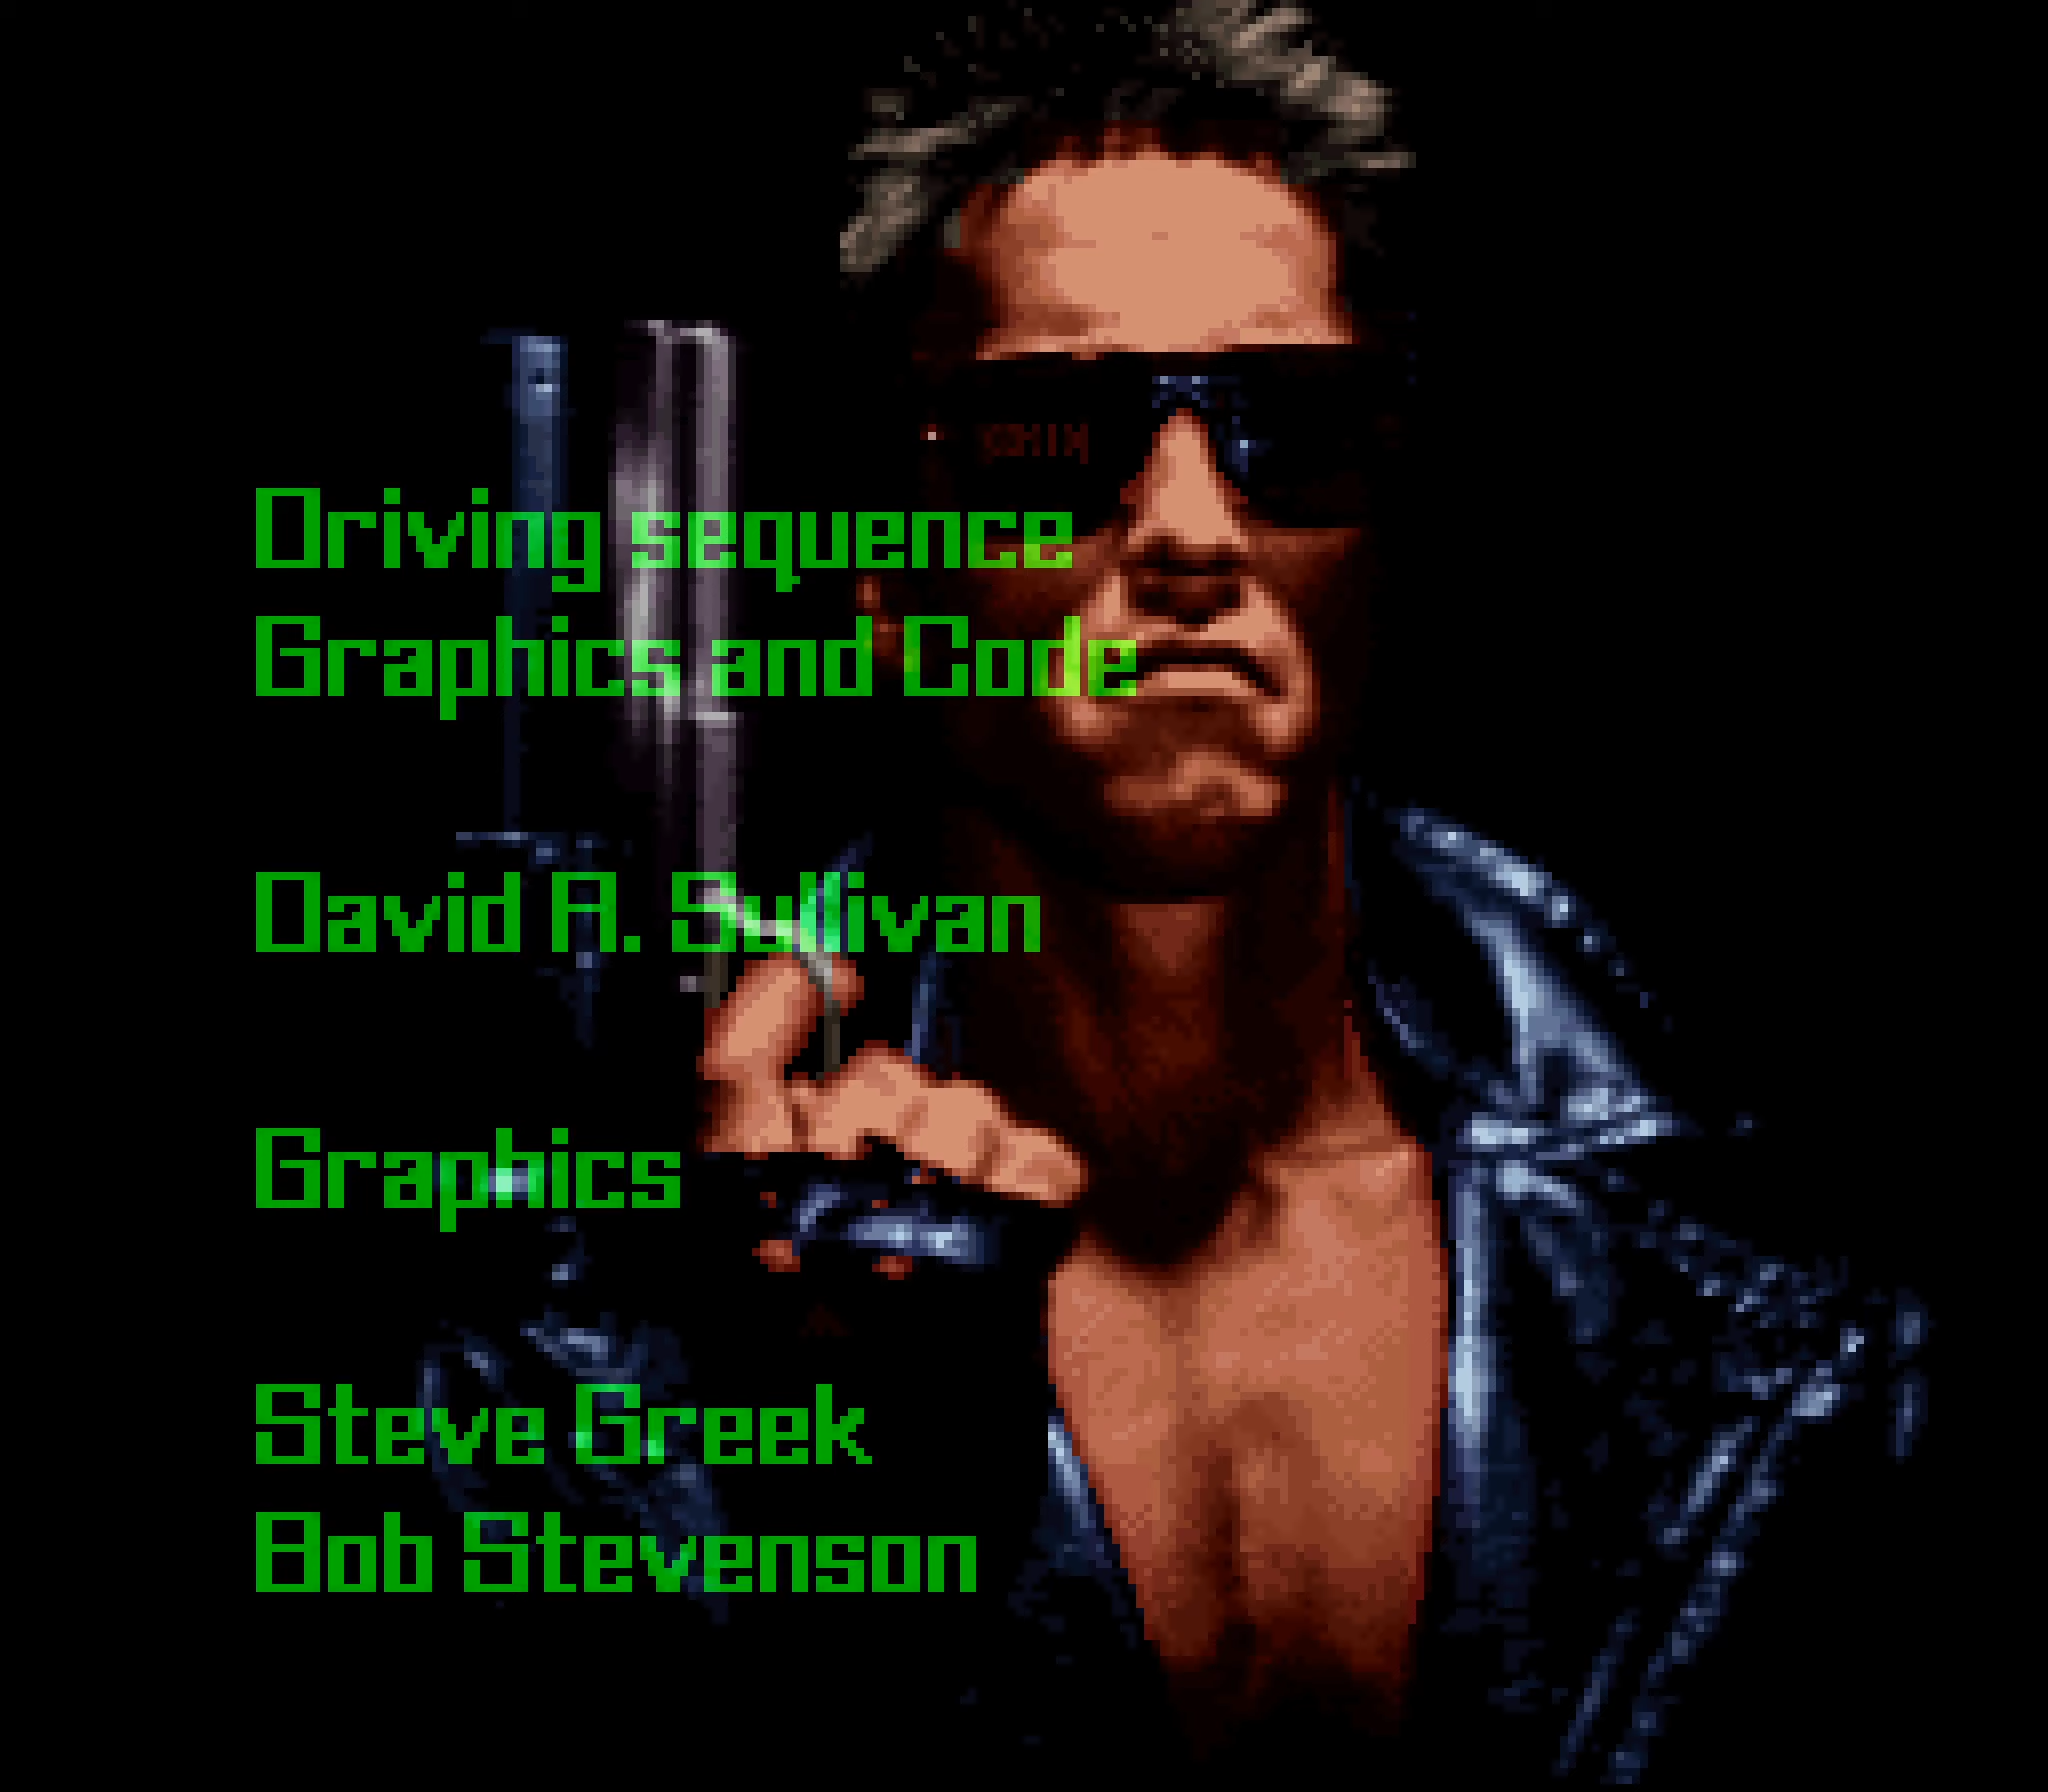 Driving sequence
Graphics and Code
David A. Sullivan
Graphics
Steve Greek
Bob Stevenson